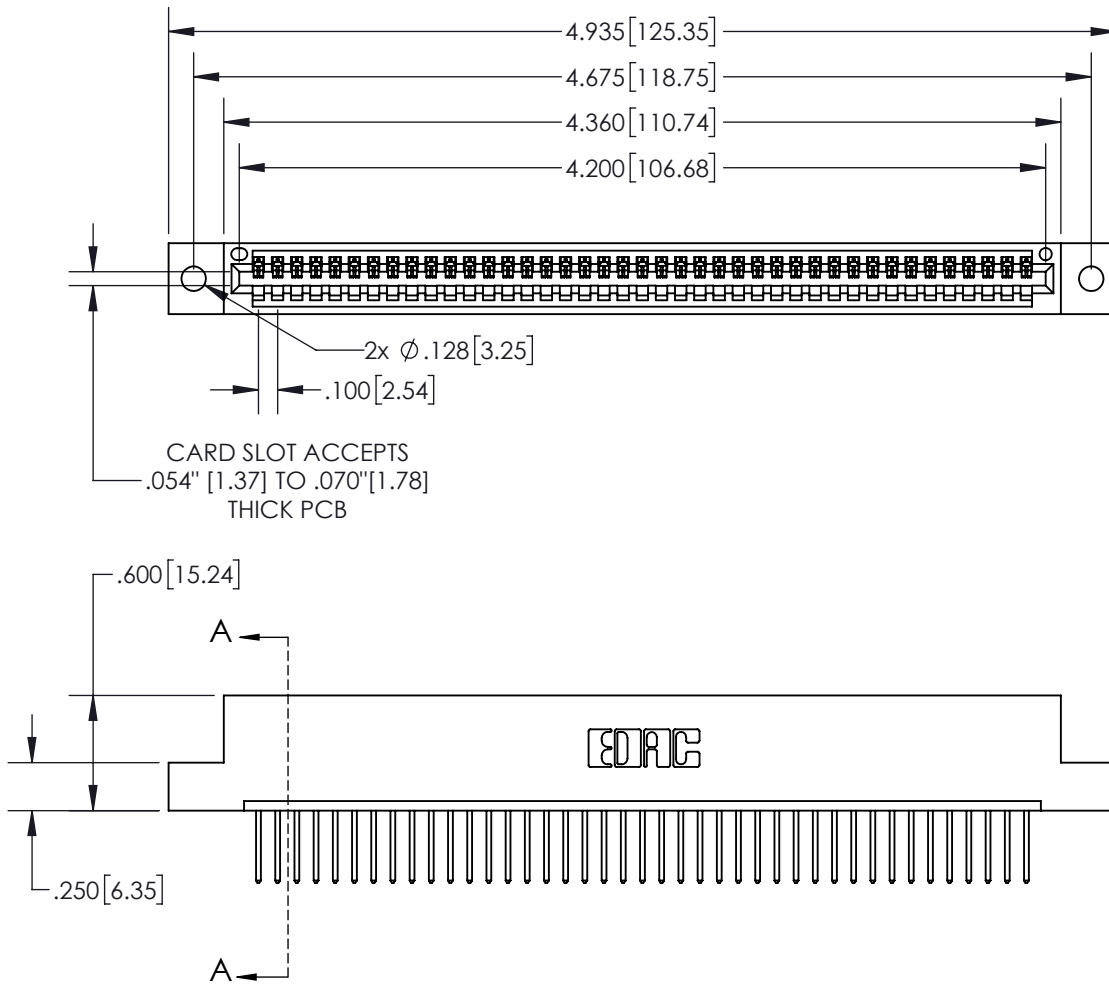 4.935[125.35]
4.675[118.75]
4.360[110.74]
4.200[106.68]
2x ∅.128[3.25]
.100[2.54]
CARD SLOT ACCEPTS
.054" [1.37] TO .070"[1.78]
THICK PCB
.600[15.24]
A
EDAC
.250[6.35]
A